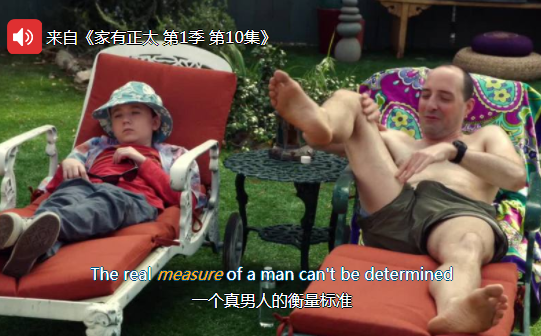 来自《家有正太 第1季 第10集》
The real measure of a man can't be determined
一个真男人的衡量标准